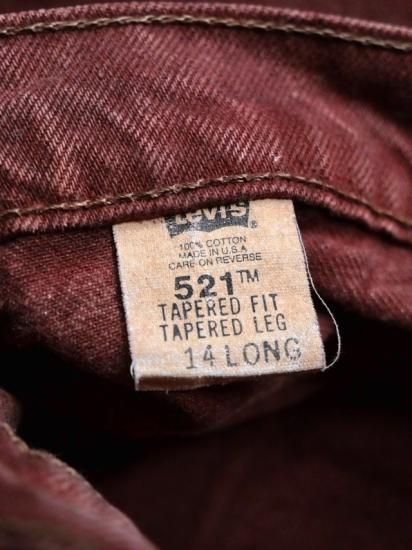 Levi's ®
100% COTTON
MADE IN U.S.A
CARE ON REVERSE
521™
TAPERED FIT
TAPERED LEG
14 LONG